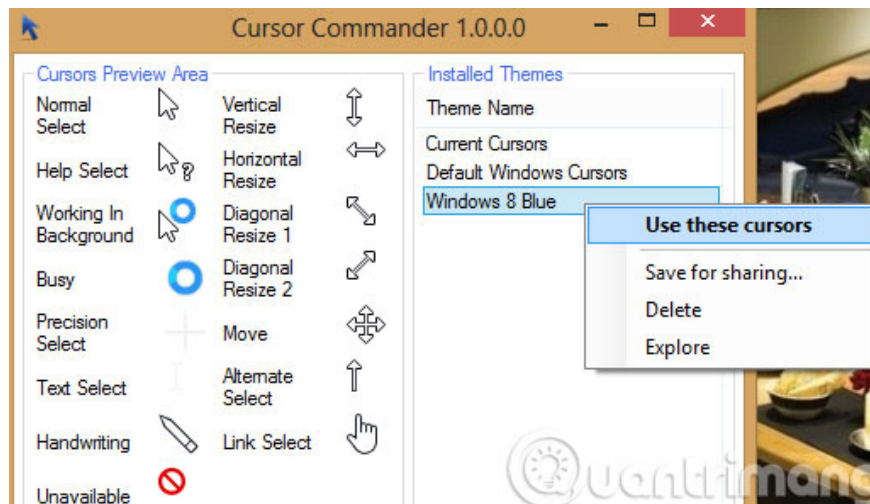 Cursor Commander 1.0.0.0
Cursors Preview Area
Normal
Select
Vertical
Resize
Help Select
Horizontal
Resize
Working In
Background
Diagonal
Resize 1
Busy
Diagonal
Resize 2
Precision
Select
Move
Text Select
Alternate
Select
Handwriting
Link Select
Unavailable
Installed Themes
Theme Name
Current Cursors
Default Windows Cursors
Windows 8 Blue
Use these cursors
Save for sharing...
Delete
Explore
Quantrimang